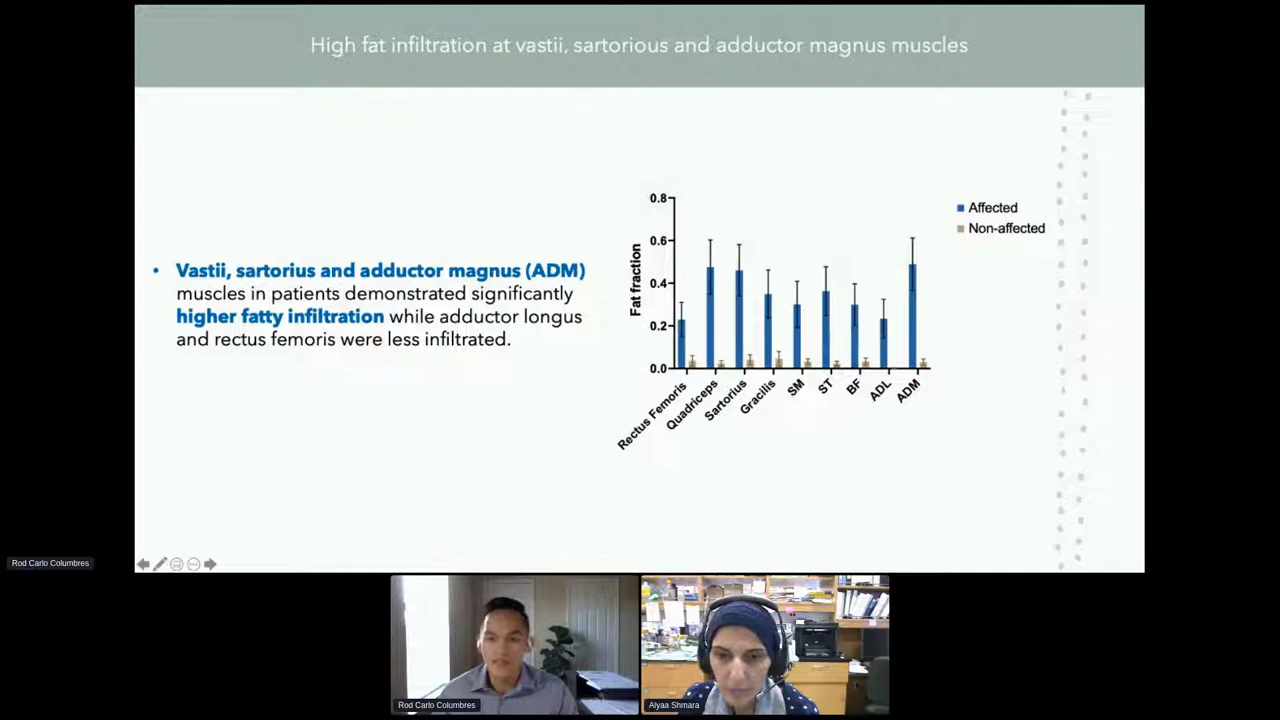 High fat infiltration at vastii, sartorious and adductor magnus muscles
• Vastii, sartorius and adductor magnus (ADM)
muscles in patients demonstrated significantly
higher fatty infiltration while adductor longus
and rectus femoris were less infiltrated.
Fat fraction
0.8
0.6
0.4
0.2
0.0
Rectus Femoris
Quadriceps
Sartorius
Gracilis
SM
ST
BF
ADL
ADM
Affected
Non-affected
Rod Carlo Columbres
Rod Carlo Columbres
Alyaa Shmara